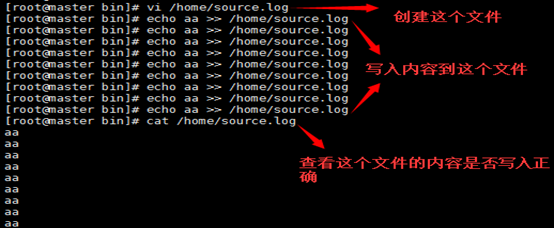 [root@master bin]# vi /home/source.log
创建这个文件
[root@master bin]# echo aa >> /home/source.log
[root@master bin]# echo aa >> /home/source.log
[root@master bin]# echo aa >> /home/source.log
[root@master bin]# echo aa >> /home/source.log
[root@master bin]# echo aa >> /home/source.log
[root@master bin]# echo aa >> /home/source.log
[root@master bin]# echo aa >> /home/source.log
[root@master bin]# echo aa >> /home/source.log
[root@master bin]# echo aa >> /home/source.log
写入内容到这个文件
[root@master bin]# cat /home/source.log
aa
aa
aa
aa
aa
aa
aa
aa
aa
查看这个文件的内容是否写入正
确